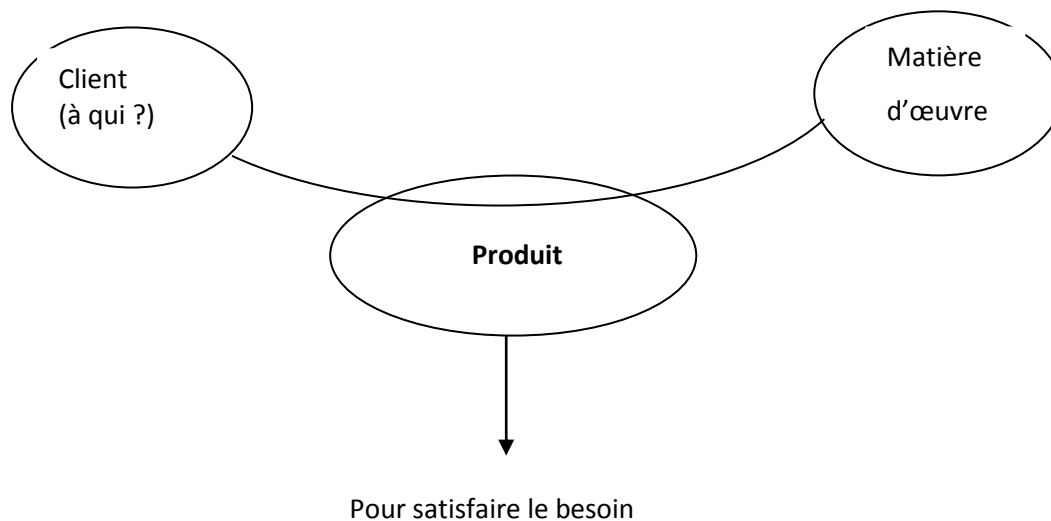 Client
(à qui ?)
Matière
d’œuvre
Produit
Pour satisfaire le besoin